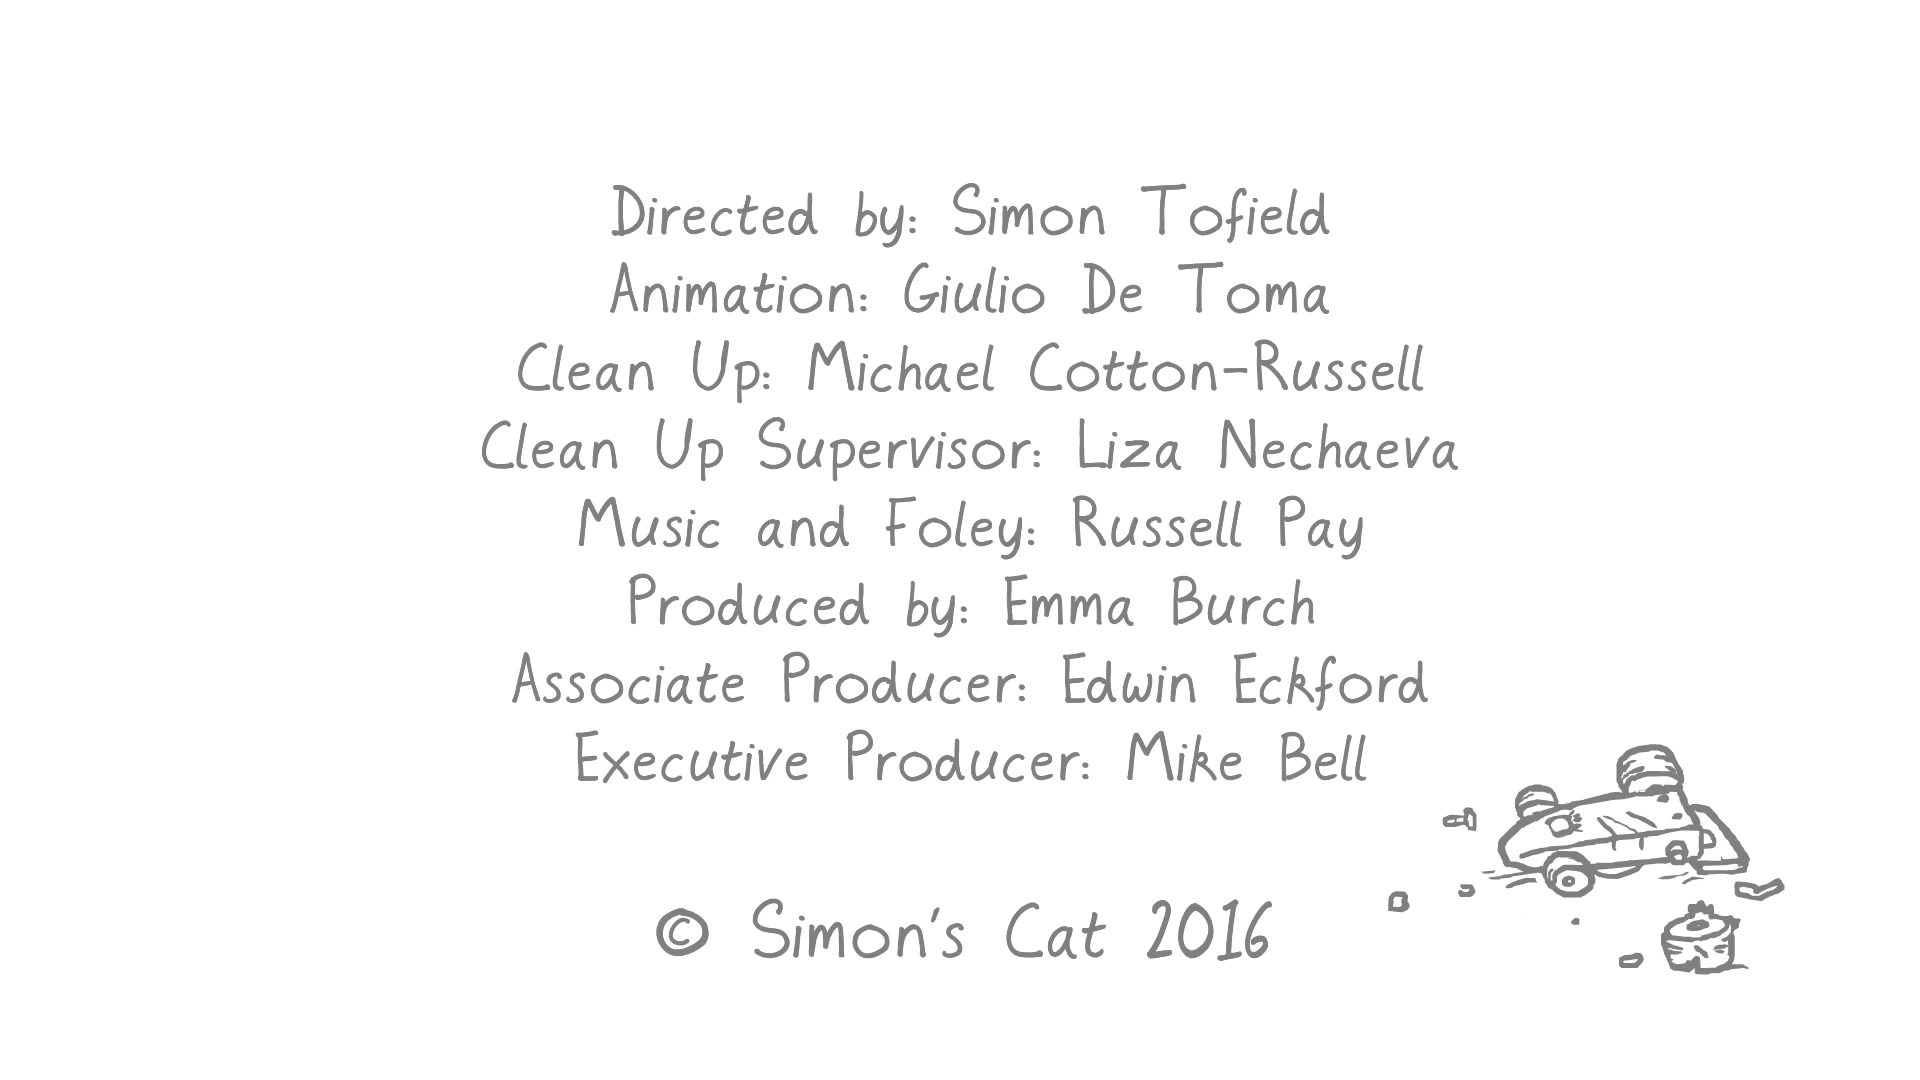 Directed by: Simon Tofield
Animation: Giulio De Toma
Clean Up: Michael Cotton-Russell
Clean Up Supervisor: Liza Nechaeva
Music and Foley: Russell Pay
Produced by: Emma Burch
Associate Producer: Edwin Eckford
Executive Producer: Mike Bell
© Simon's Cat 2016